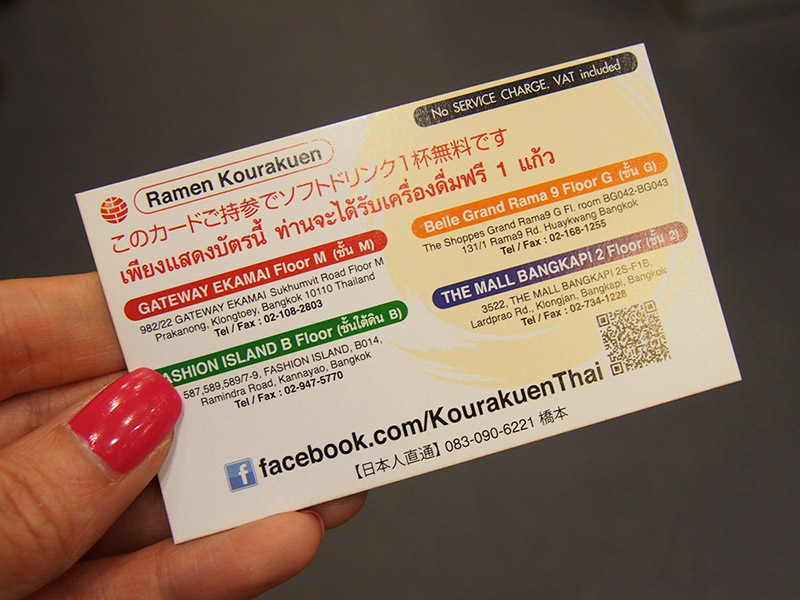 No SERVICE CHARGE, VAT included
Ramen Kourakuen
このカードご持参でソフトドリンク1杯無料です
เพียงแสดงบัตรนี้ ท่านจะได้รับเครื่องดื่มฟรี 1 แก้ว
GATEWAY EKAMAI Floor M (ชั้น M)
982/22 GATEWAY EKAMAI Sukhumvit Road Floor M
Prakanong, Klongtoey, Bangkok 10110 Thailand
Tel / Fax : 02-108-2803
FASHION ISLAND B Floor (ชั้นใต้ดิน B)
587,589,589/7-9, FASHION ISLAND, B014,
Ramindra Road, Kannayao, Bangkok
Tel / Fax : 02-947-5770
Belle Grand Rama 9 Floor G (ชั้น G)
The Shoppes Grand Rama9 G Fl. room BG042-BG043
131/1 Rama9 Rd. Huaykwang Bangkok
Tel / Fax : 02-168-1255
THE MALL BANGKAPI 2 Floor (ชั้น 2)
3522, THE MALL BANGKAPI 2S-F1B,
Lardprao Rd., Klongjan, Bangkapi, Bangkok
Tel / Fax : 02-734-1228
f facebook.com/KourakuenThai
【日本人直通】 083-090-6221 橋本